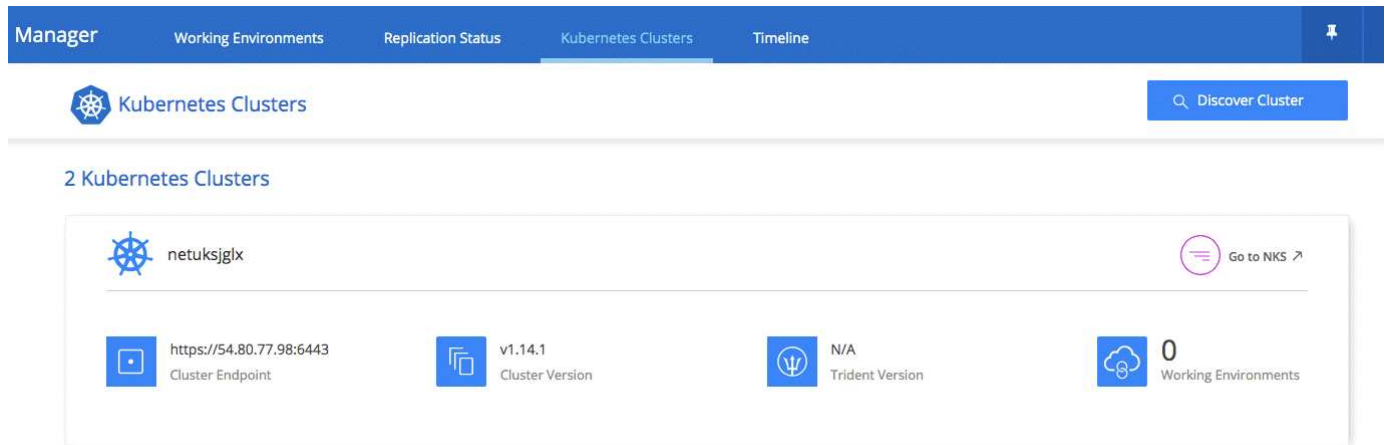 Manager
Working Environments
Replication Status
Kubernetes Clusters
Timeline
Kubernetes Clusters
Discover Cluster
2 Kubernetes Clusters
netuksjglx
Go to NKS
https://54.80.77.98:6443
Cluster Endpoint
v1.14.1
Cluster Version
N/A
Trident Version
0
Working Environments